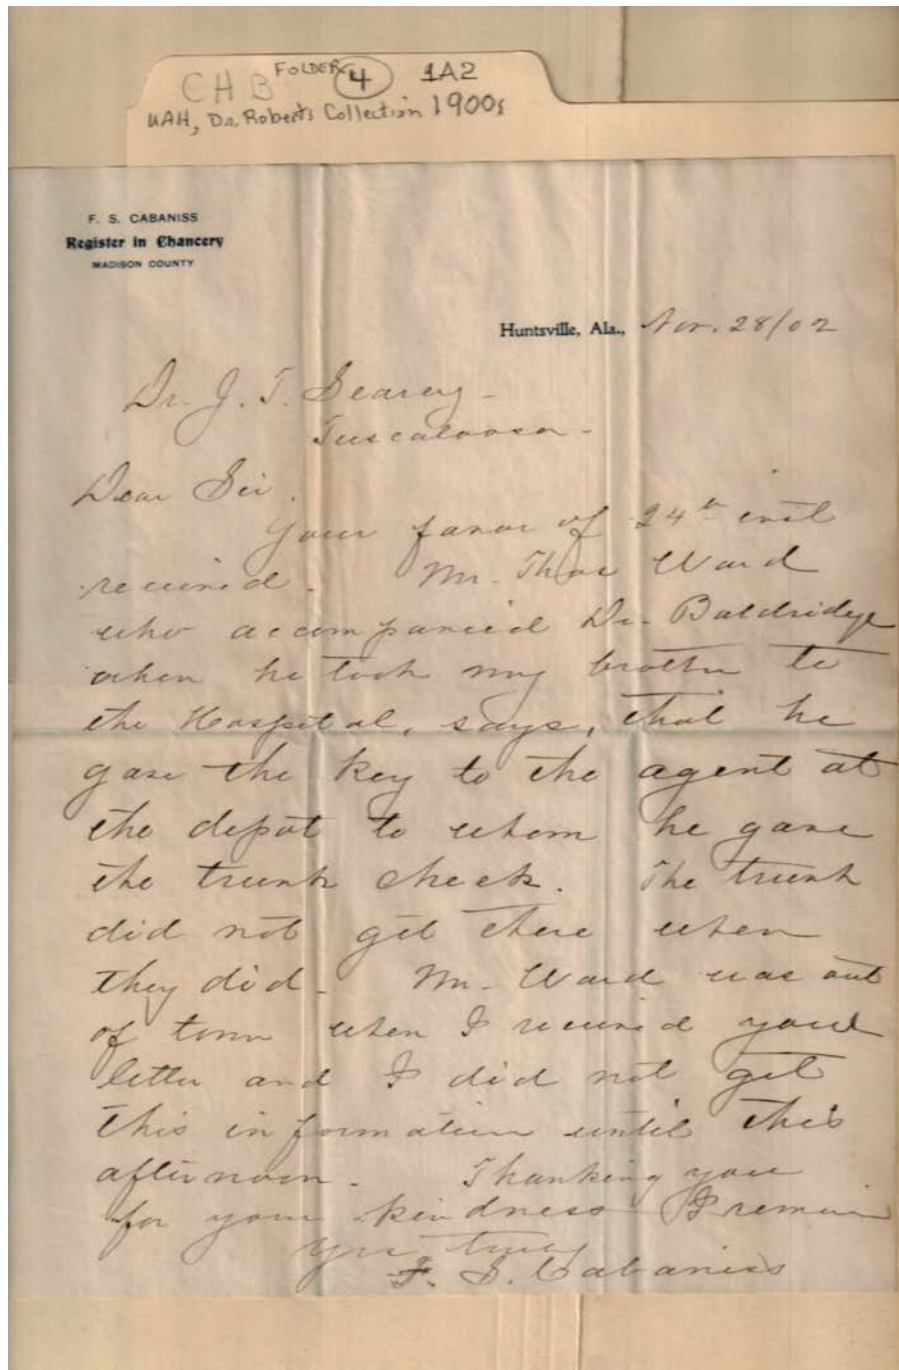 CHB FOLDER 4 1A2
UAH, Dr. Roberts Collection 1900s
F. S. CABANISS
Register in Chancery
MADISON COUNTY
Huntsville, Ala., Nov. 28/02
Dr. J. T. Searcy -
Tuscaloosa -
Dear Sir.
Your favor of 24th inst
received. Mr. Thos Ward
who accompanied Dr. Baldridge
when he took my brother to
the Hospital, says, that he
gave the key to the agent at
the depot to whom he gave
the trunk check. The trunk
did not get there when
they did - Mr. Ward was out
of town when I received your
letter and I did not get
this information until this
afternoon. Thanking you
for your kindness I remain
Yrs truly
F. S. Cabaniss